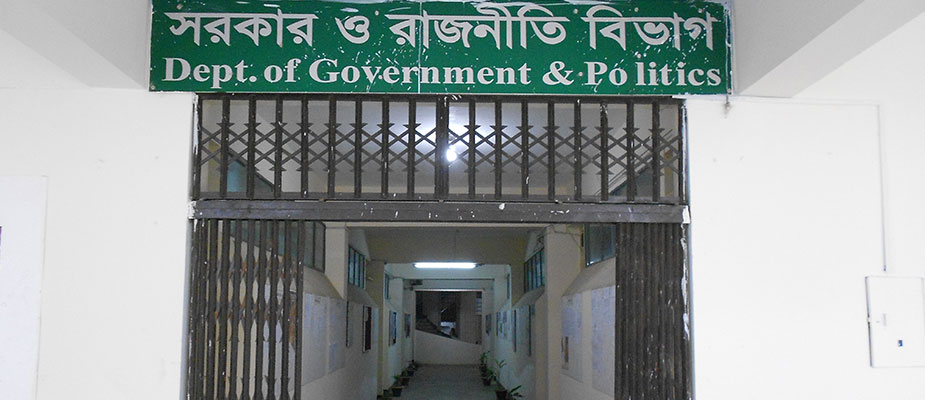 সরকার ও রাজনীতি বিভাগ
Dept. of Government & Politics